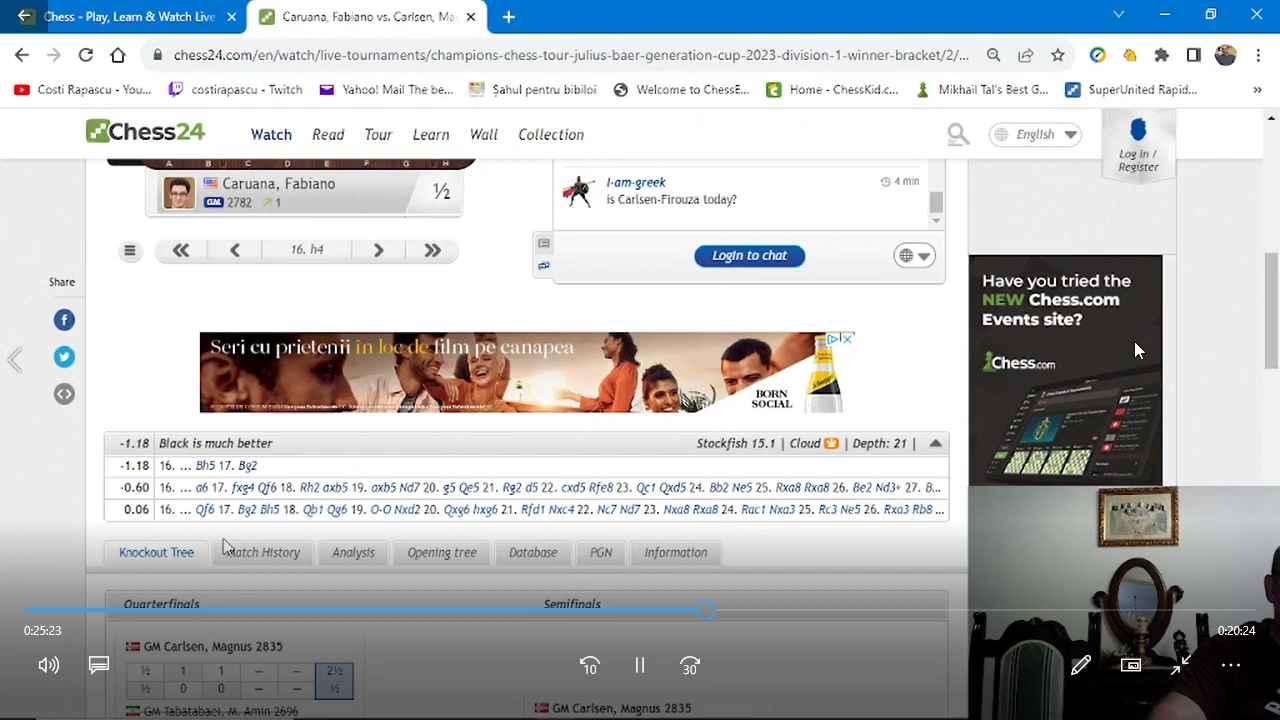 Chess - Play, Learn & Watch Live
Caruana, Fabiano vs. Carlsen, Ma
chess24.com/en/watch/live-tournaments/champions-chess-tour-julius-baer-generation-cup-2023-division-1-winner-bracket/2/...
Costi Rapascu - You...
costirapascu - Twitch
Yahoo! Mail The be...
Șahul pentru bibiloi
Welcome to ChessE...
Home - ChessKid.c...
Mikhail Tal's Best G...
SuperUnited Rapid...
»
Chess24
Watch Read Tour Learn Wall Collection
English
Log in /
Register
A B C D E F G H
Caruana, Fabiano
½
GM 2782 1
I-am-greek
4 min
is Carlsen-Firouza today?
16. h4
Login to chat
Share
Have you tried the
NEW Chess.com
Events site?
Chess.com
Seri cu prietenii în loc de film pe canapea
BORN
SOCIAL
-1.18 Black is much better Stockfish 15.1 | Cloud | Depth: 21 |
-1.18 16. ... Bh5 17. Bg2
-0.60 16. ... a6 17. fxg4 Qf6 18. Rh2 axb5 19. axb5 Na7 20. g5 Qe5 21. Rg2 d5 22. cxd5 Rfe8 23. Qc1 Qxd5 24. Bb2 Ne5 25. Rxa8 Rxa8 26. Be2 Nd3+ 27. B...
0.06 16. ... Qf6 17. Bg2 Bh5 18. Qb1 Qg6 19. O-O Nxd2 20. Qxg6 hxg6 21. Rfd1 Nxc4 22. Nc7 Nd7 23. Nxa8 Rxa8 24. Rac1 Nxa3 25. Rc3 Ne5 26. Rxa3 Rb8 ...
Knockout Tree Match History Analysis Opening tree Database PGN Information
Quarterfinals Semifinals
0:25:23
0:20:24
GM Carlsen, Magnus 2835
½ 1 1 – – 2½
½ 0 0 – – ½
GM Tabatabaei, M. Amin 2696
GM Carlsen, Magnus 2835
10
30